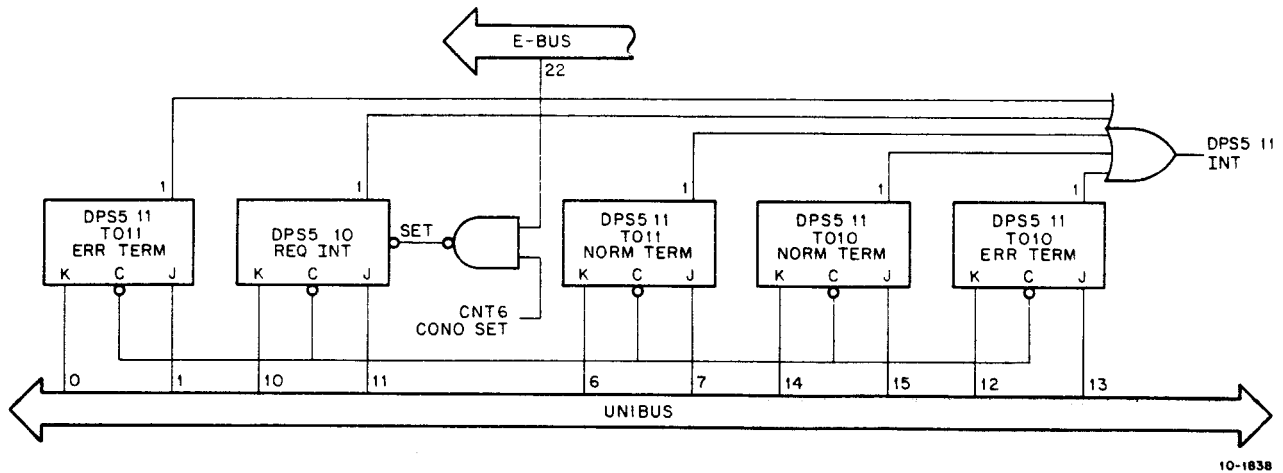 E-BUS
22
DPS5 11
INT
1
1
1
1
1
DPS5 11
TO11
ERR TERM
K C J
DPS5 10
REQ INT
K C J
SET
DPS5 11
TO11
NORM TERM
K C J
DPS5 11
TO10
NORM TERM
K C J
DPS5 11
TO10
ERR TERM
K C J
CNT6
CONO SET
0 1 10 11 6 7 14 15 12 13
UNIBUS
10-1838